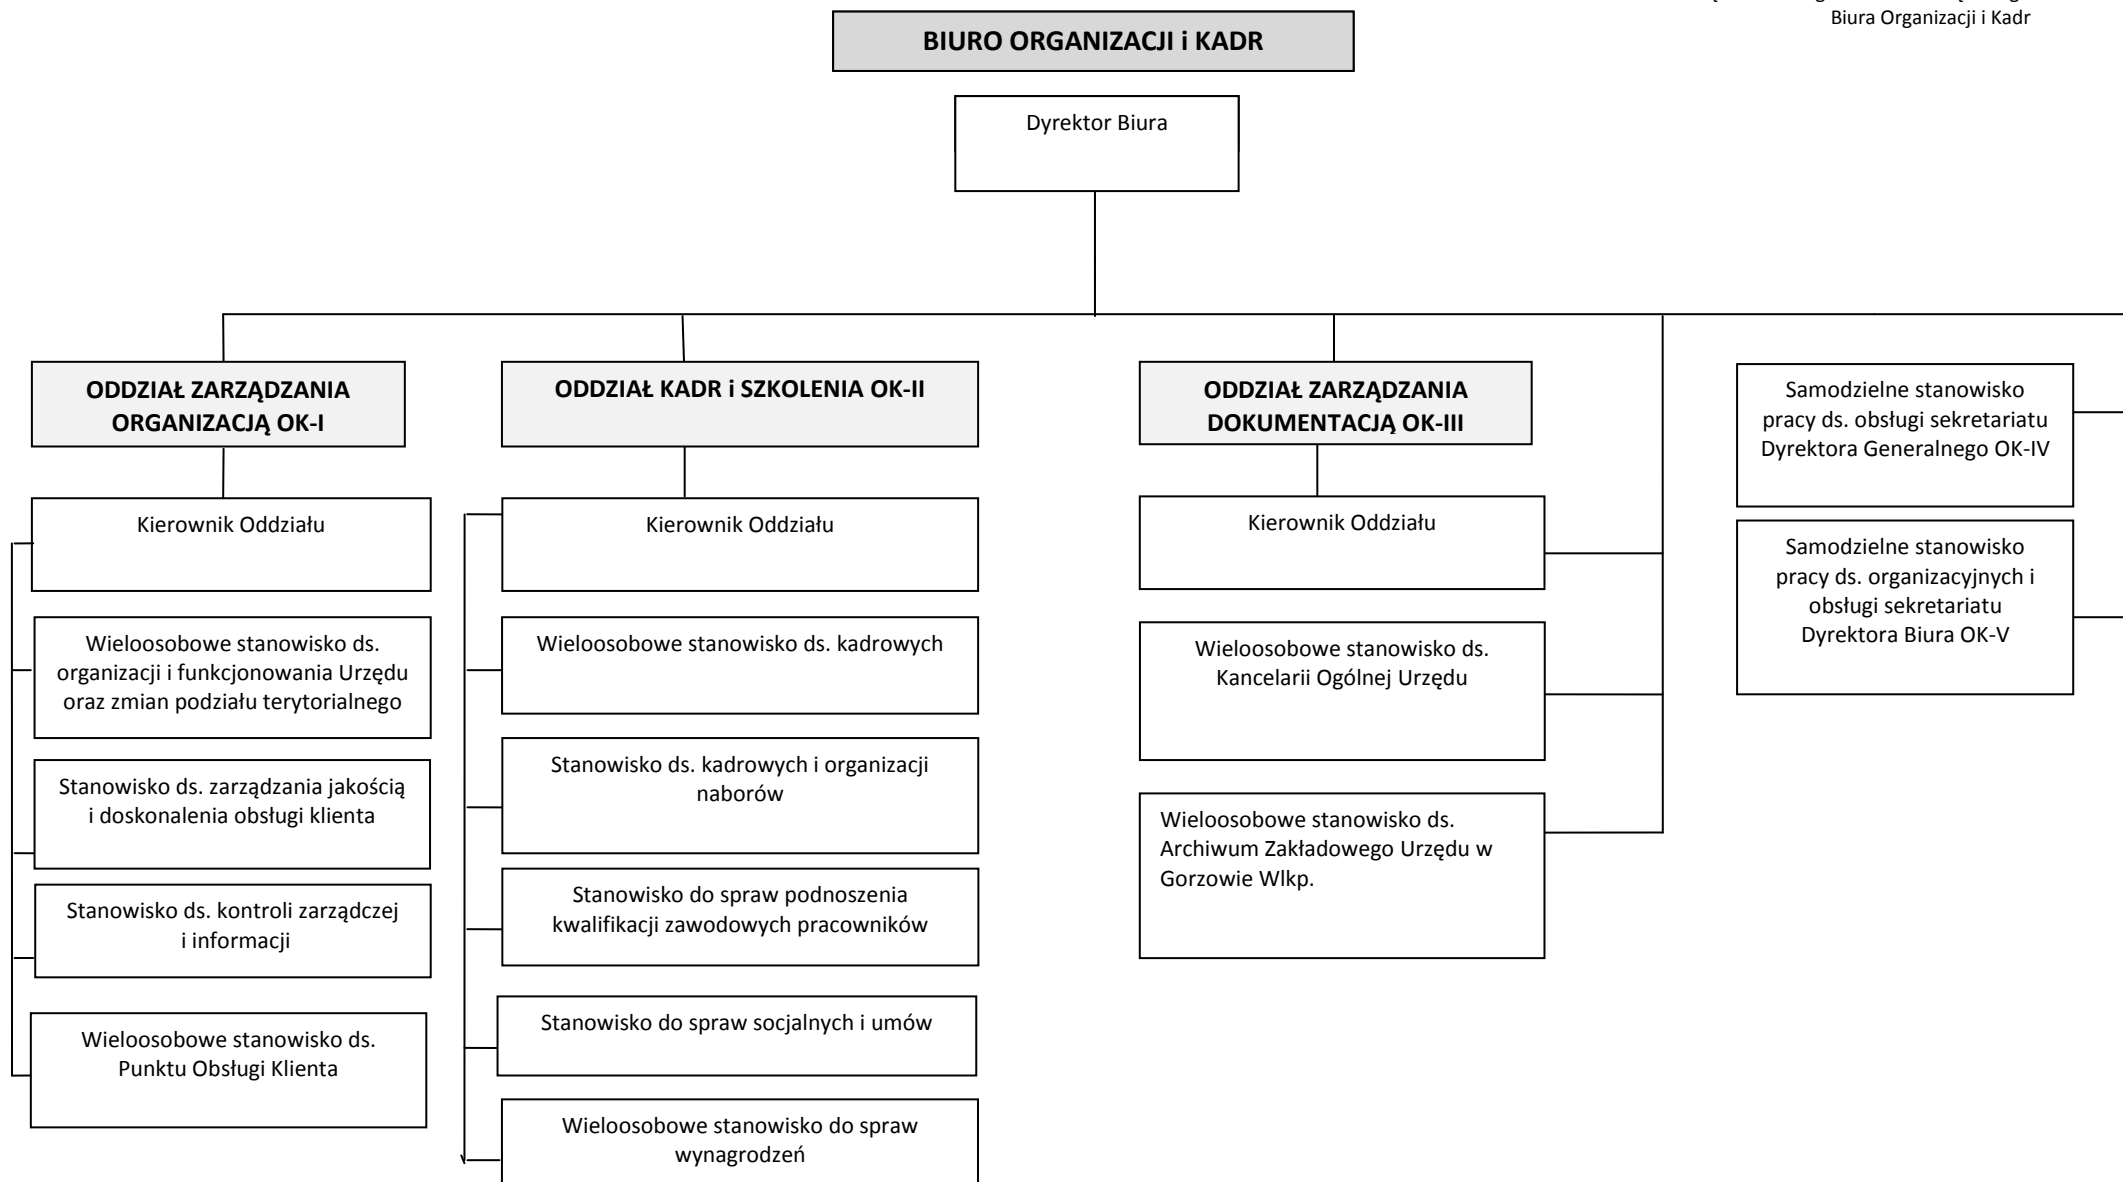 Biura Organizacji i Kadr
BIURO ORGANIZACJI i KADR
Dyrektor Biura
ODDZIAŁ ZARZĄDZANIA
ORGANIZACJĄ OK-I
Kierownik Oddziału
Wieloosobowe stanowisko ds.
organizacji i funkcjonowania Urzędu
oraz zmian podziału terytorialnego
Stanowisko ds. zarządzania jakością
i doskonalenia obsługi klienta
Stanowisko ds. kontroli zarządczej
i informacji
Wieloosobowe stanowisko ds.
Punktu Obsługi Klienta
ODDZIAŁ KADR i SZKOLENIA OK-II
Kierownik Oddziału
Wieloosobowe stanowisko ds. kadrowych
Stanowisko ds. kadrowych i organizacji
naborów
Stanowisko do spraw podnoszenia
kwalifikacji zawodowych pracowników
Stanowisko do spraw socjalnych i umów
Wieloosobowe stanowisko do spraw
wynagrodzeń
ODDZIAŁ ZARZĄDZANIA
DOKUMENTACJĄ OK-III
Kierownik Oddziału
Wieloosobowe stanowisko ds.
Kancelarii Ogólnej Urzędu
Wieloosobowe stanowisko ds.
Archiwum Zakładowego Urzędu w
Gorzowie Wlkp.
Samodzielne stanowisko
pracy ds. obsługi sekretariatu
Dyrektora Generalnego OK-IV
Samodzielne stanowisko
pracy ds. organizacyjnych i
obsługi sekretariatu
Dyrektora Biura OK-V